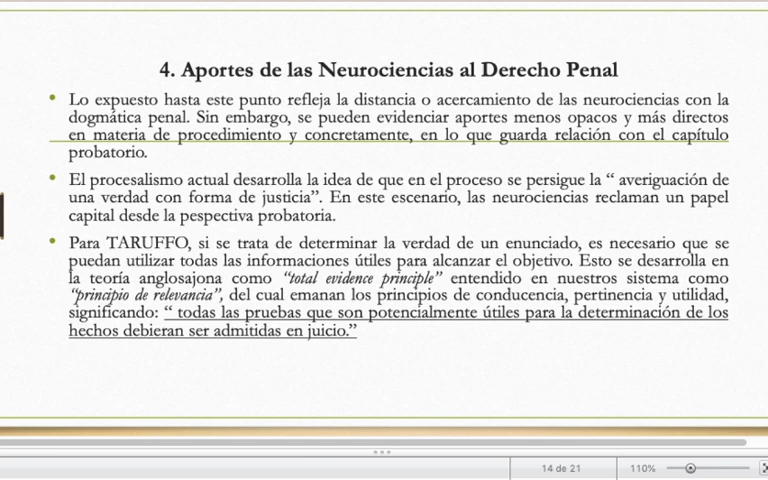 4. Aportes de las Neurociencias al Derecho Penal
Lo expuesto hasta este punto refleja la distancia o acercamiento de las neurociencias con la
dogmática penal. Sin embargo, se pueden evidenciar aportes menos opacos y más directos
en materia de procedimiento y concretamente, en lo que guarda relación con el capítulo
probatorio.
El procesalismo actual desarrolla la idea de que en el proceso se persigue la “ averiguación de
una verdad con forma de justicia”. En este escenario, las neurociencias reclaman un papel
capital desde la pespectiva probatoria.
Para TARUFFO, si se trata de determinar la verdad de un enunciado, es necesario que se
puedan utilizar todas las informaciones útiles para alcanzar el objetivo. Esto se desarrolla en
la teoría anglosajona como “total evidence principle” entendido en nuestros sistema como
“principio de relevancia”, del cual emanan los principios de conducencia, pertinencia y utilidad,
significando: “ todas las pruebas que son potencialmente útiles para la determinación de los
hechos debieran ser admitidas en juicio.”
14 de 21
110%